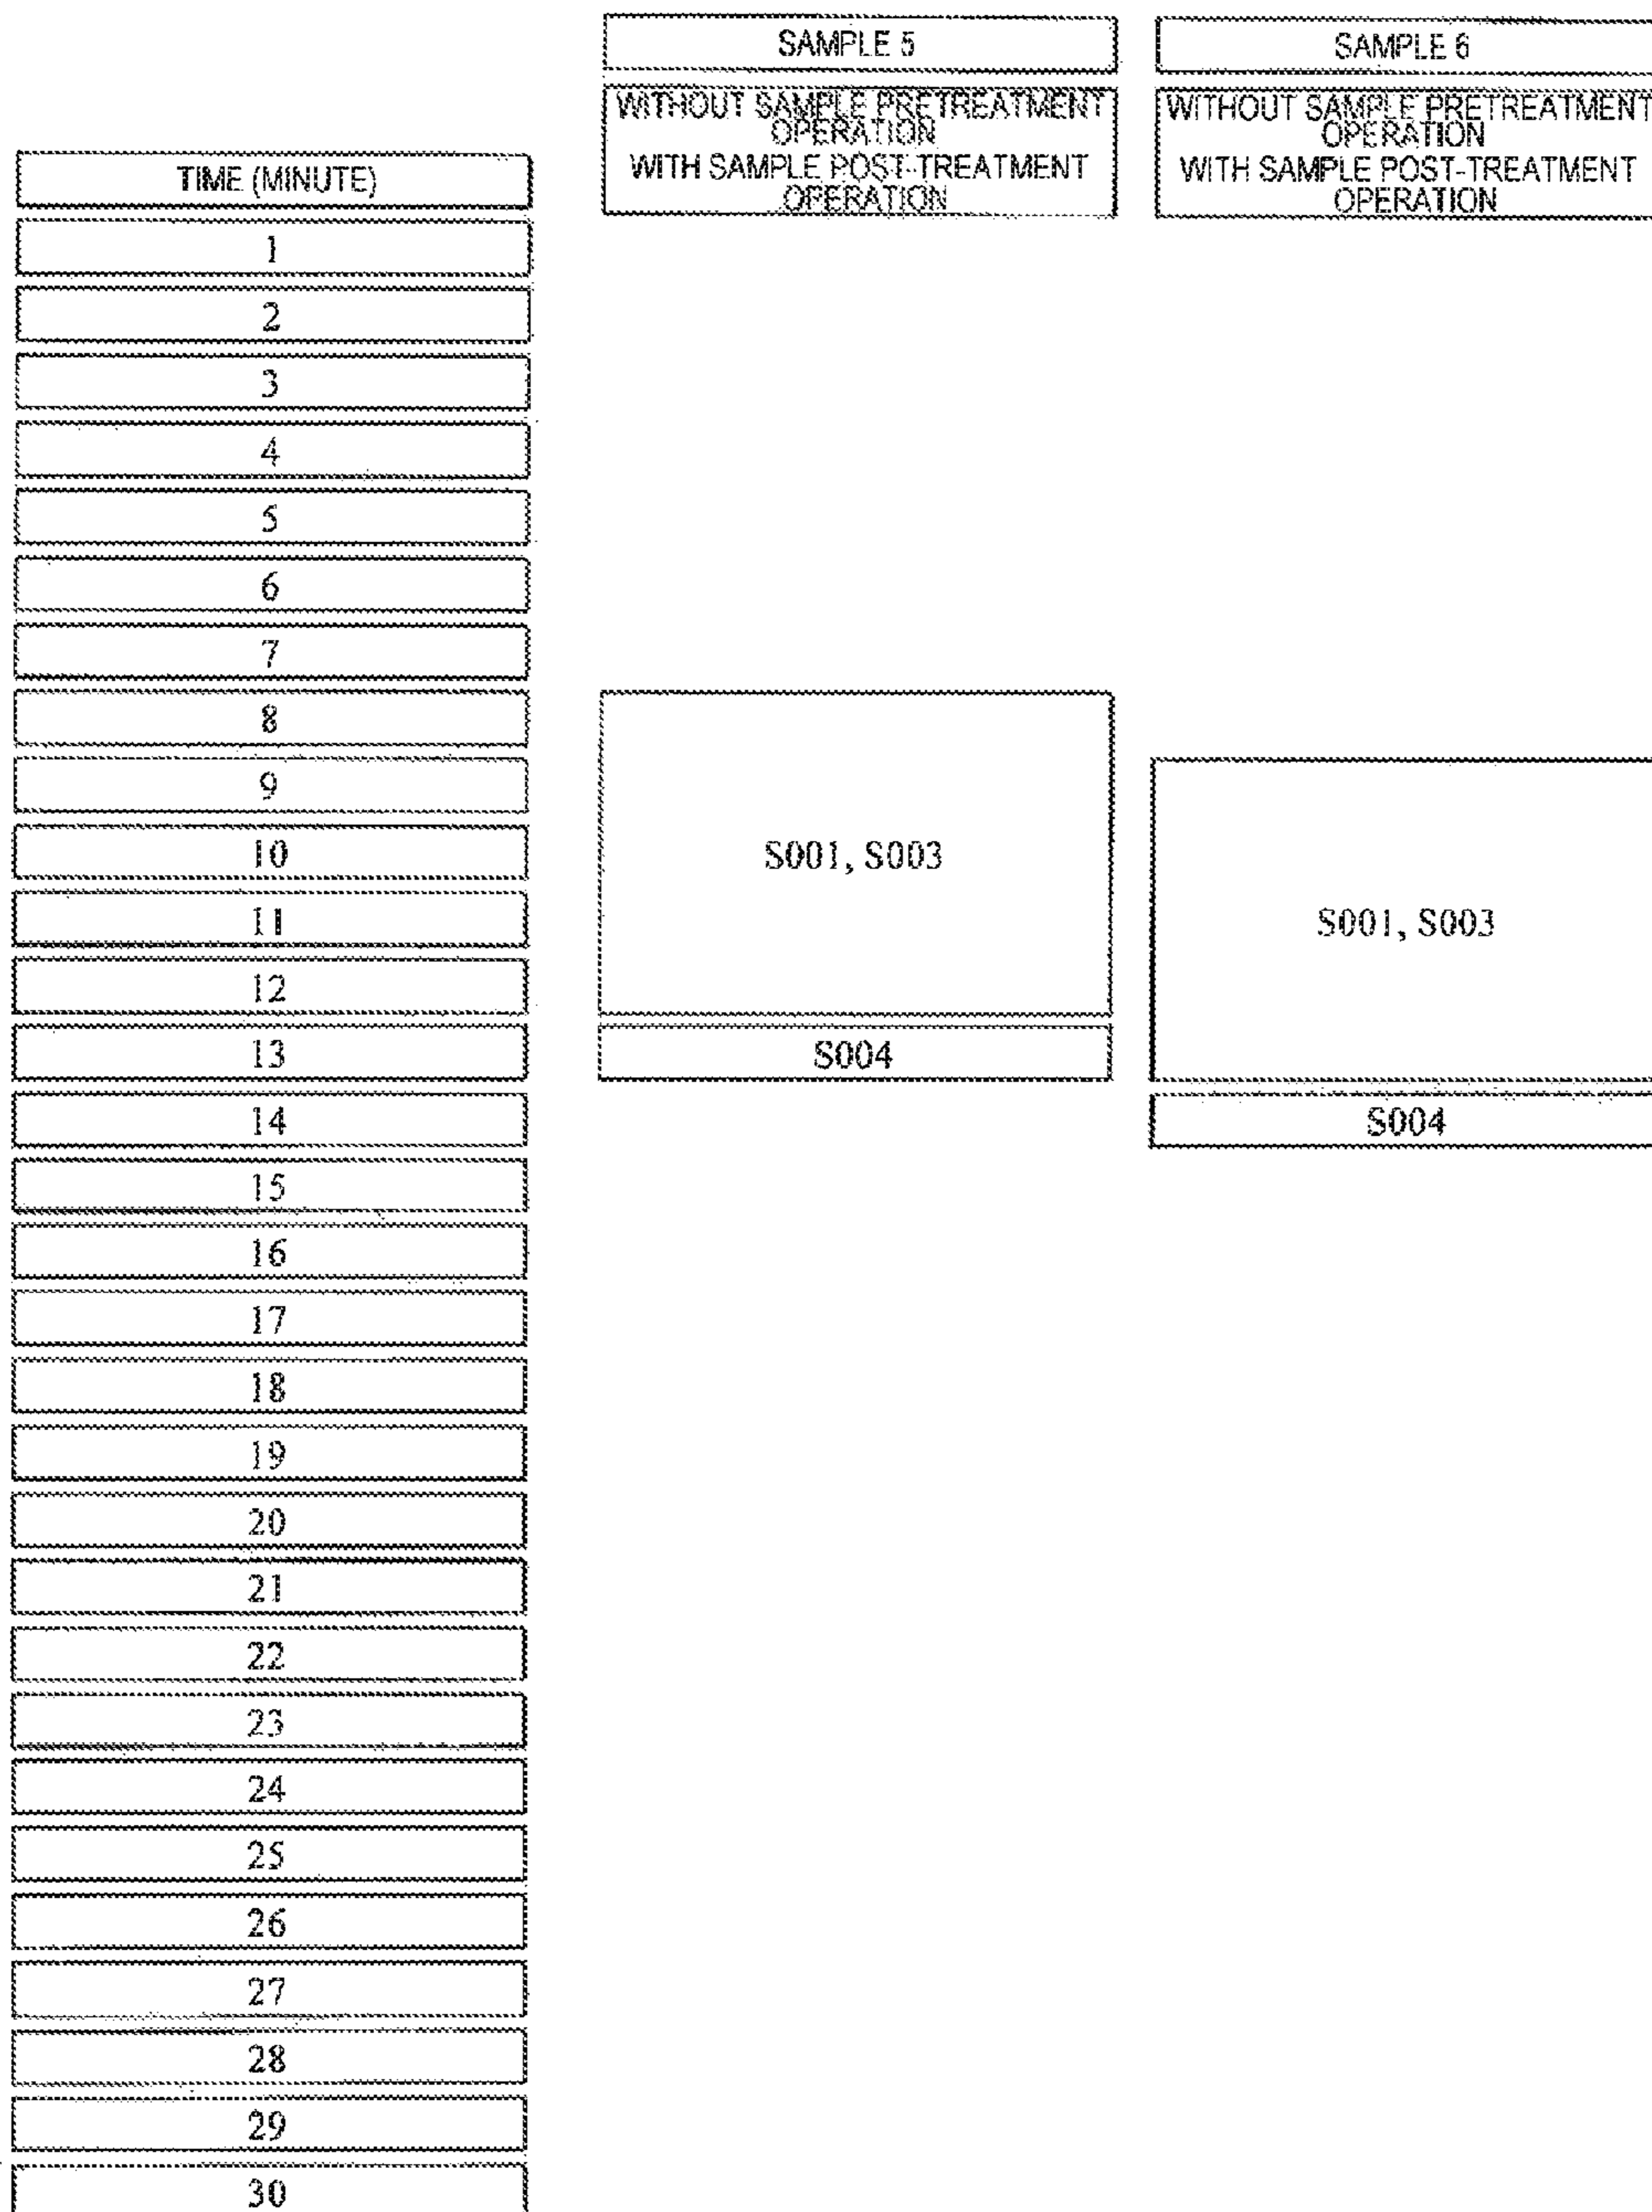 SAMPLE 5
SAMPLE 6
WITHOUT SAMPLE PRETREATMENT
OPERATION
WITH SAMPLE POST-TREATMENT
OPERATION
WITHOUT SAMPLE PRETREATMENT
OPERATION
WITH SAMPLE POST-TREATMENT
OPERATION
TIME (MINUTE)
1
2
3
4
5
6
7
8
9
10
11
12
13
14
15
16
17
18
19
20
21
22
23
24
25
26
27
28
29
30
S001, S003
S004
S001, S003
S004